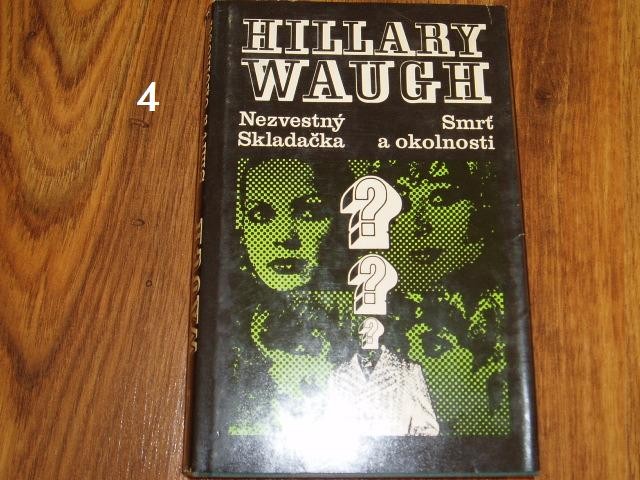 HILLARY
WAUGH
Nezvestný
Skladačka
Smrť
a okolnosti
?
?
?
4